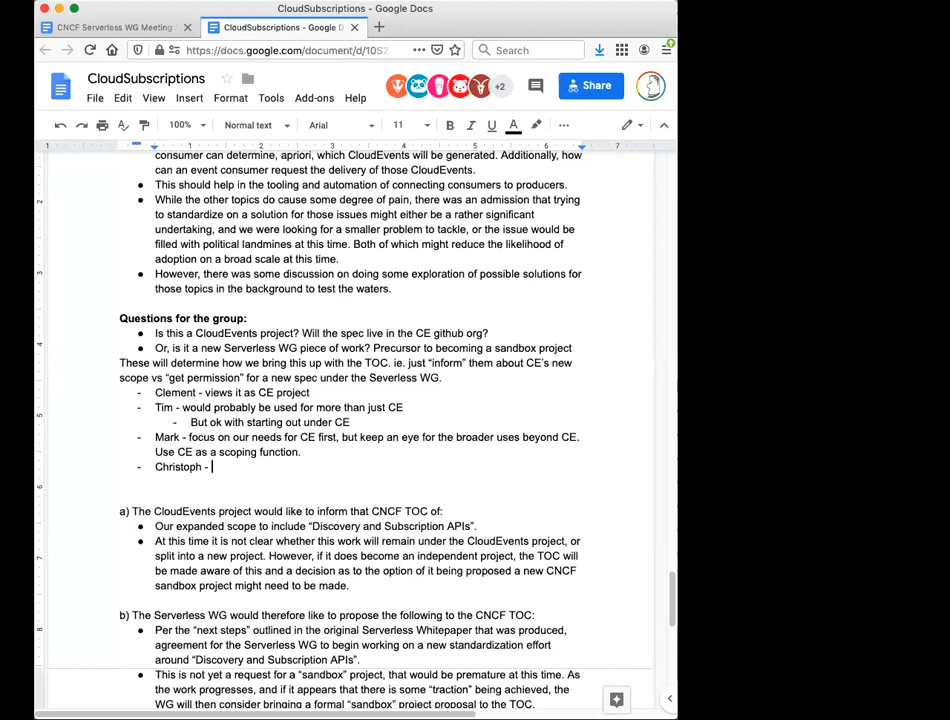 CloudSubscriptions - Google Docs
CNCF Serverless WG Meeting
CloudSubscriptions - Google D
https://docs.google.com/document/d/10S2
Search
CloudSubscriptions
+2
Share
File Edit View Insert Format Tools Add-ons Help
100% Normal text Arial 11 B I U A
1 1 2 3 4 5 6 7
consumer can determine, apriori, which CloudEvents will be generated. Additionally, how
can an event consumer request the delivery of those CloudEvents.
● This should help in the tooling and automation of connecting consumers to producers.
● While the other topics do cause some degree of pain, there was an admission that trying
to standardize on a solution for those issues might either be a rather significant
undertaking, and we were looking for a smaller problem to tackle, or the issue would be
filled with political landmines at this time. Both of which might reduce the likelihood of
adoption on a broad scale at this time.
● However, there was some discussion on doing some exploration of possible solutions for
those topics in the background to test the waters.
Questions for the group:
● Is this a CloudEvents project? Will the spec live in the CE github org?
● Or, is it a new Serverless WG piece of work? Precursor to becoming a sandbox project
These will determine how we bring this up with the TOC. ie. just “inform” them about CE’s new
scope vs “get permission” for a new spec under the Severless WG.
- Clement - views it as CE project
- Tim - would probably be used for more than just CE
- But ok with starting out under CE
- Mark - focus on our needs for CE first, but keep an eye for the broader uses beyond CE.
Use CE as a scoping function.
- Christoph -
a) The CloudEvents project would like to inform that CNCF TOC of:
● Our expanded scope to include “Discovery and Subscription APIs”.
● At this time it is not clear whether this work will remain under the CloudEvents project, or
split into a new project. However, if it does become an independent project, the TOC will
be made aware of this and a decision as to the option of it being proposed a new CNCF
sandbox project might need to be made.
b) The Serverless WG would therefore like to propose the following to the CNCF TOC:
● Per the “next steps” outlined in the original Serverless Whitepaper that was produced,
agreement for the Serverless WG to begin working on a new standardization effort
around “Discovery and Subscription APIs”.
● This is not yet a request for a “sandbox” project, that would be premature at this time. As
the work progresses, and if it appears that there is some “traction” being achieved, the
WG will then consider bringing a formal “sandbox” project proposal to the TOC.